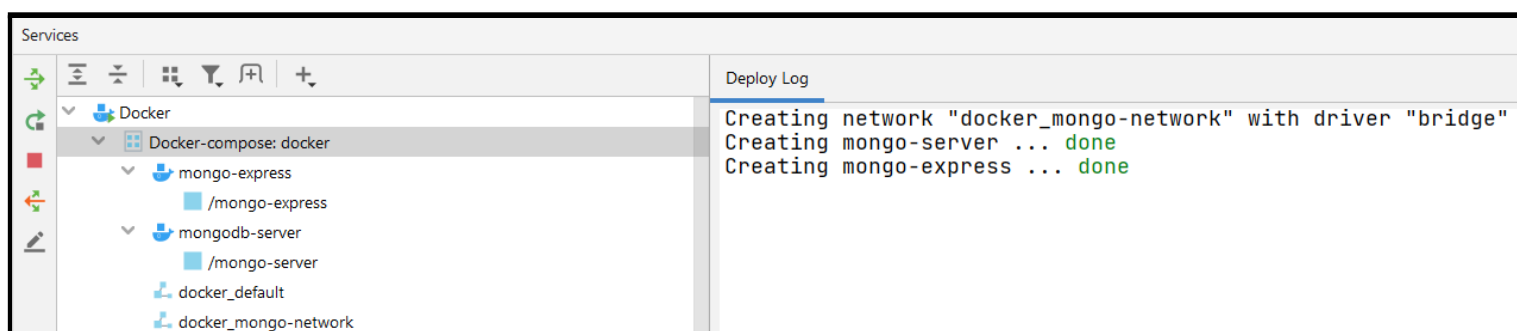 Services
Docker
Docker-compose: docker
mongo-express
/mongo-express
mongodb-server
/mongo-server
docker_default
docker_mongo-network
Deploy Log
Creating network "docker_mongo-network" with driver "bridge"
Creating mongo-server ... done
Creating mongo-express ... done